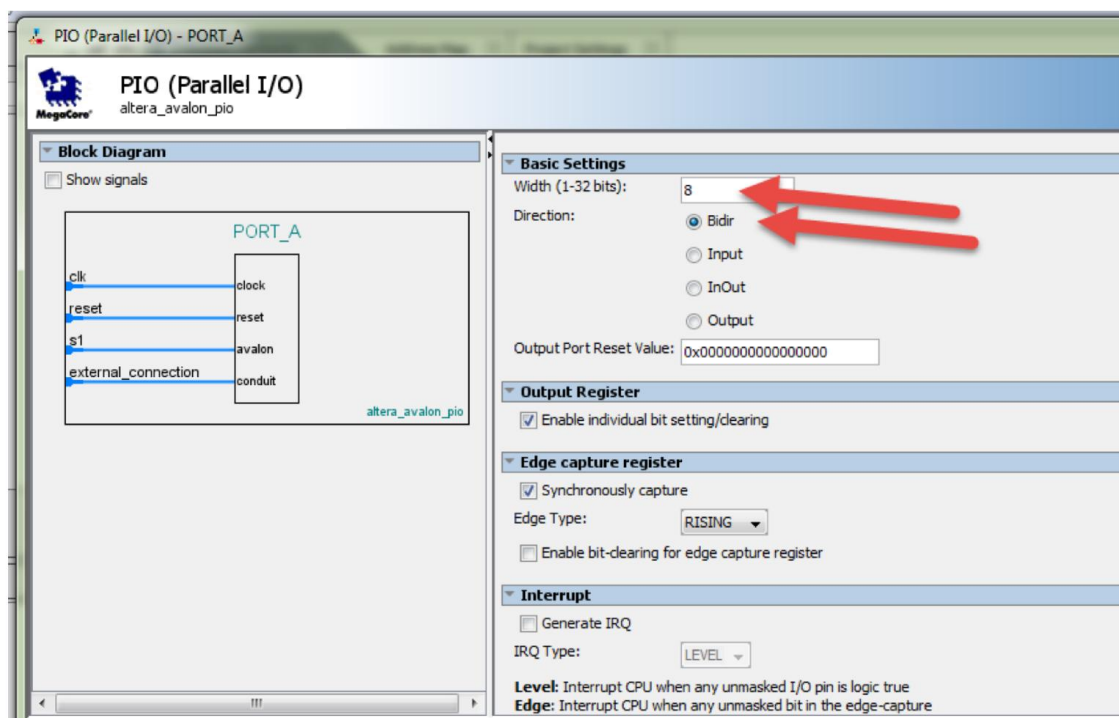 PIO (Parallel I/O) - PORT_A
PIO (Parallel I/O)
altera_avalon_pio
MegaCore®
Block Diagram
Show signals
PORT_A
clk
clock
reset
reset
s1
avalon
external_connection
conduit
altera_avalon_pio
Basic Settings
Width (1-32 bits):
8
Direction:
Bidir
Input
InOut
Output
Output Port Reset Value:
0x0000000000000000
Output Register
Enable individual bit setting/clearing
Edge capture register
Synchronously capture
Edge Type:
RISING
Enable bit-clearing for edge capture register
Interrupt
Generate IRQ
IRQ Type:
LEVEL
Level: Interrupt CPU when any unmasked I/O pin is logic true
Edge: Interrupt CPU when any unmasked bit in the edge-capture